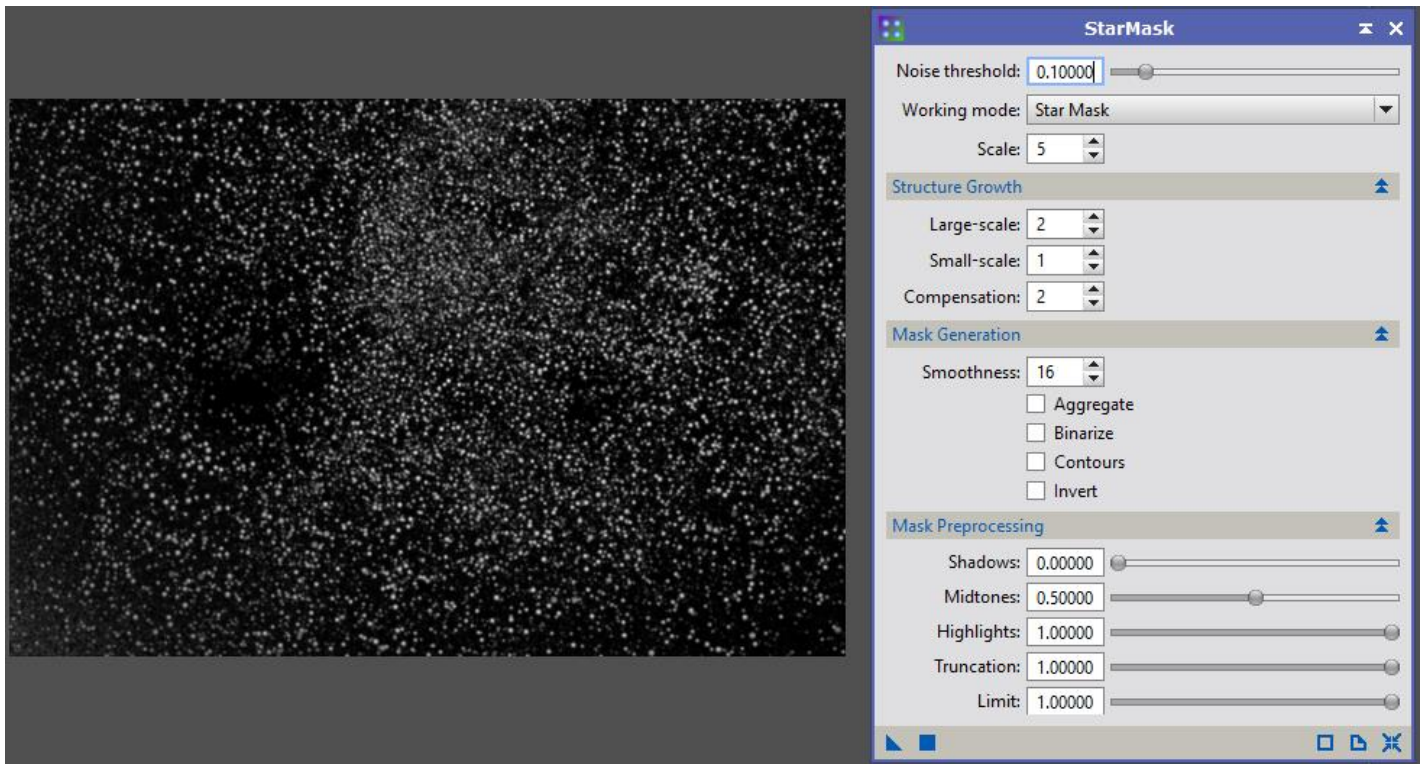 StarMask
Noise threshold: 0.10000
Working mode: Star Mask
Scale: 5
Structure Growth
Large-scale: 2
Small-scale: 1
Compensation: 2
Mask Generation
Smoothness: 16
Aggregate
Binarize
Contours
Invert
Mask Preprocessing
Shadows: 0.00000
Midtones: 0.50000
Highlights: 1.00000
Truncation: 1.00000
Limit: 1.00000